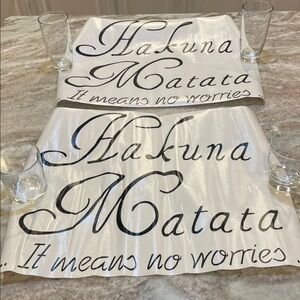 Hakuna
Matata
It means no worries..
Hakuna
Matata
.. It means no worries ..